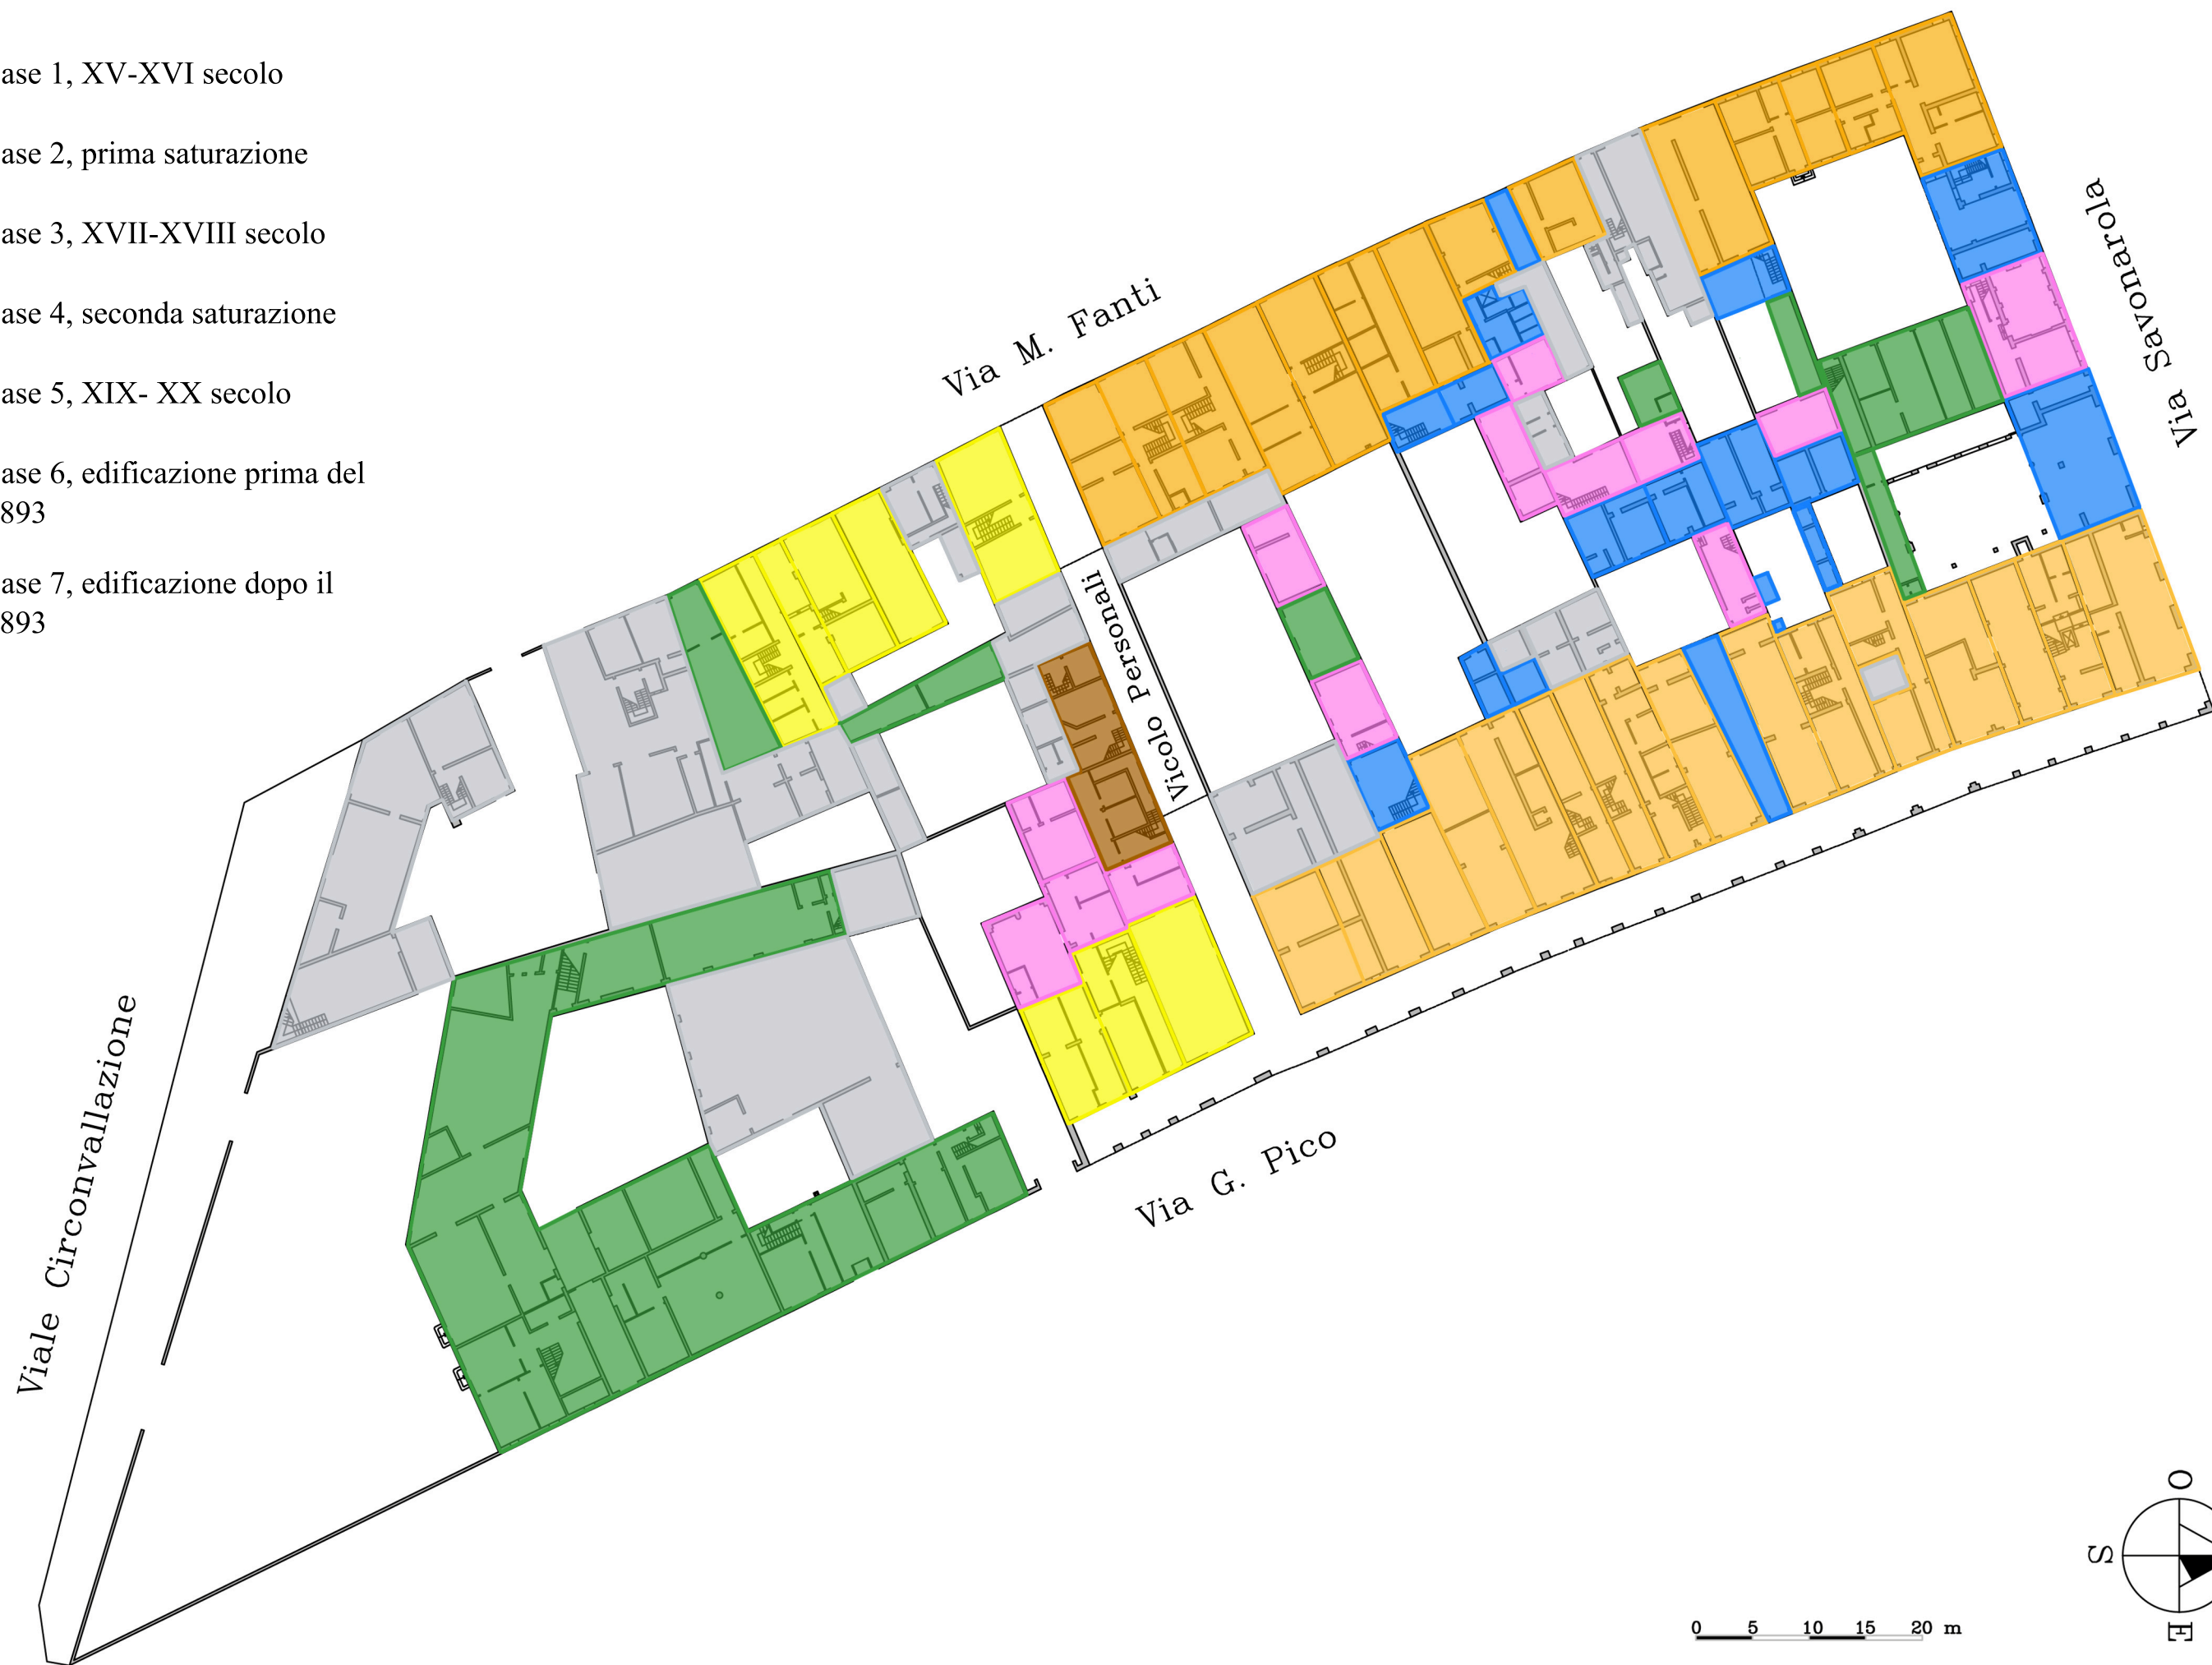 ase 1, XV-XVI secolo
ase 2, prima saturazione
ase 3, XVII-XVIII secolo
ase 4, seconda saturazione
ase 5, XIX- XX secolo
ase 6, edificazione prima del
893
ase 7, edificazione dopo il
893
Via M. Fanti
Via Savonarola
Vicolo Personali
Via G. Pico
Viale Circonvallazione
O
S
E
0 5 10 15 20 m